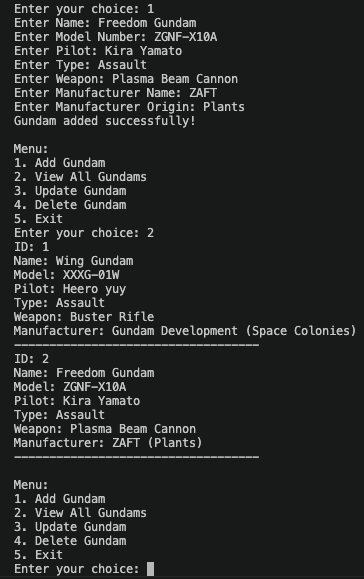 Enter your choice: 1
Enter Name: Freedom Gundam
Enter Model Number: ZGNF-X10A
Enter Pilot: Kira Yamato
Enter Type: Assault
Enter Weapon: Plasma Beam Cannon
Enter Manufacturer Name: ZAFT
Enter Manufacturer Origin: Plants
Gundam added successfully!
Menu:
1. Add Gundam
2. View All Gundams
3. Update Gundam
4. Delete Gundam
5. Exit
Enter your choice: 2
ID: 1
Name: Wing Gundam
Model: XXXG-01W
Pilot: Heero yuy
Type: Assault
Weapon: Buster Rifle
Manufacturer: Gundam Development (Space Colonies)
-----------------------------------
ID: 2
Name: Freedom Gundam
Model: ZGNF-X10A
Pilot: Kira Yamato
Type: Assault
Weapon: Plasma Beam Cannon
Manufacturer: ZAFT (Plants)
-----------------------------------
Menu:
1. Add Gundam
2. View All Gundams
3. Update Gundam
4. Delete Gundam
5. Exit
Enter your choice: